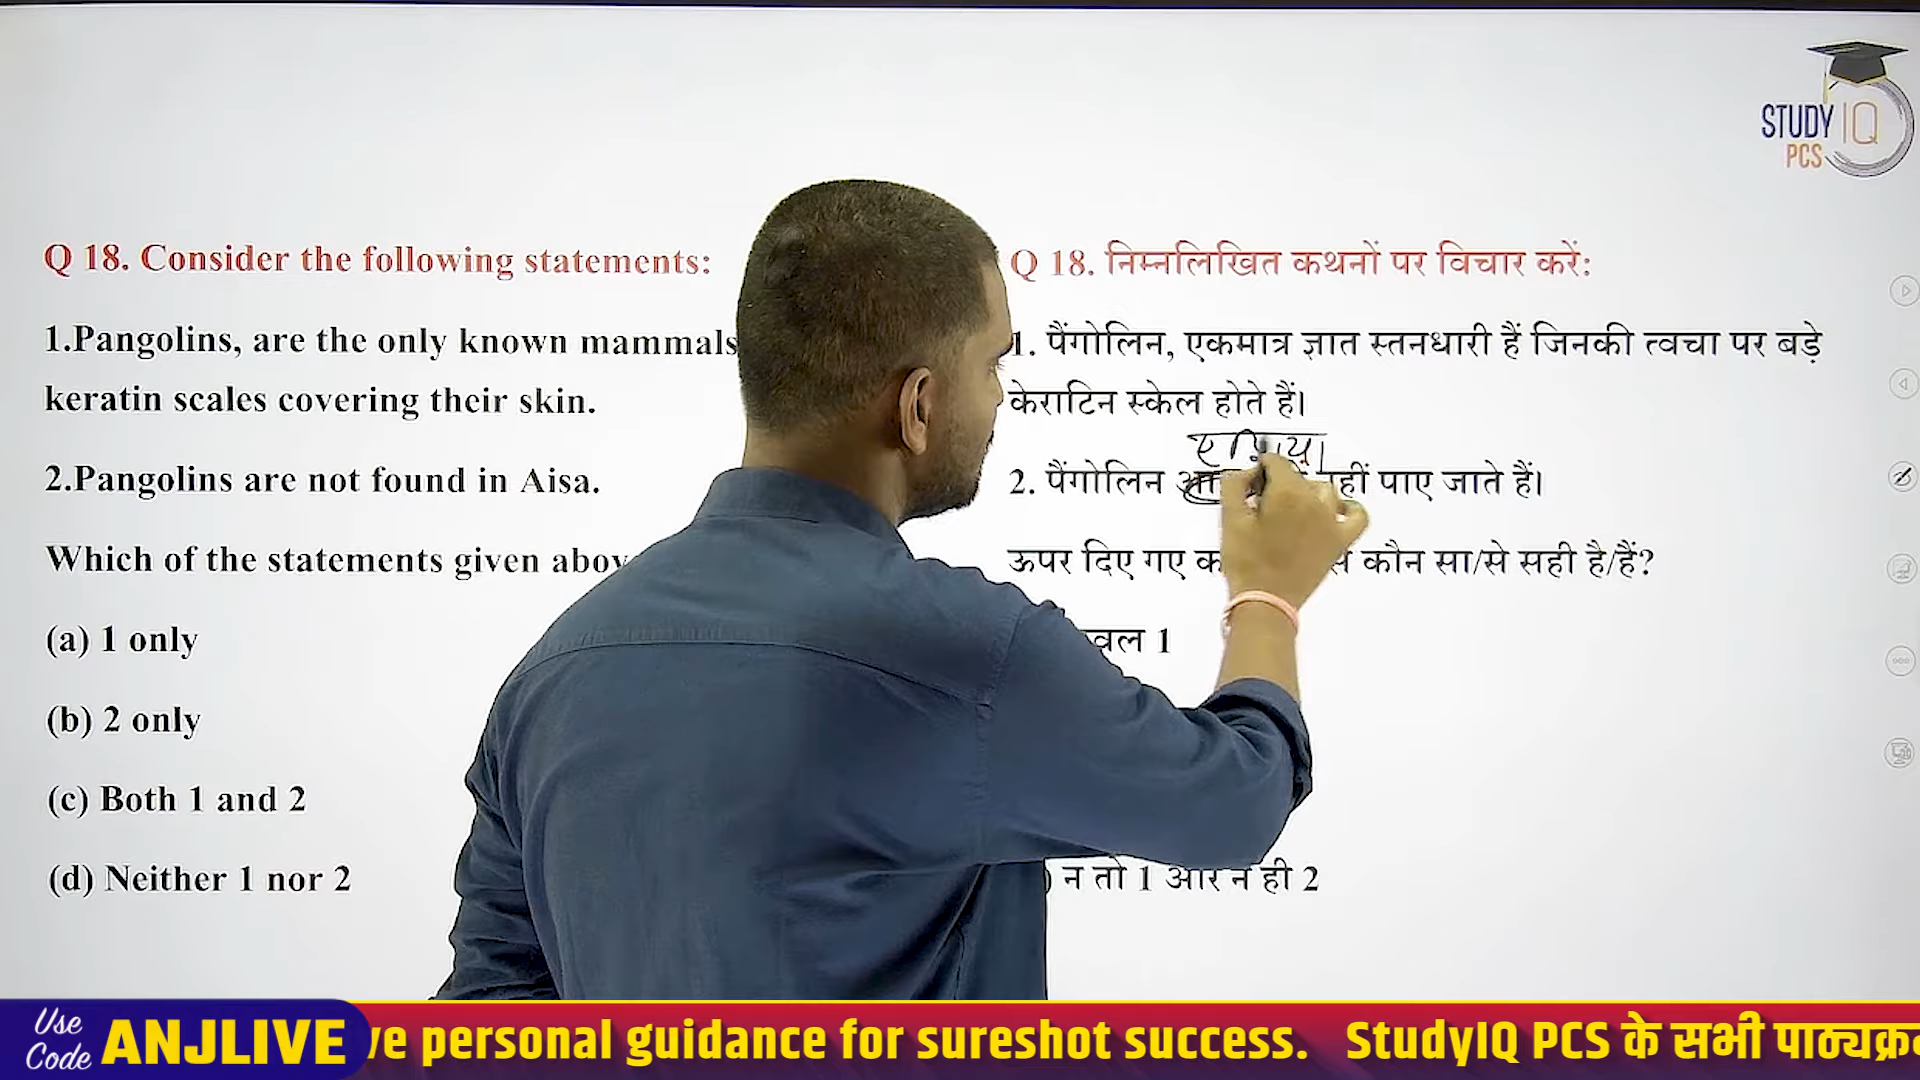 STUDY IQ
PCS
Q 18. Consider the following statements:
1.Pangolins, are the only known mammals
keratin scales covering their skin.
2.Pangolins are not found in Aisa.
Which of the statements given abov
(a) 1 only
(b) 2 only
(c) Both 1 and 2
(d) Neither 1 nor 2
Q 18. निम्नलिखित कथनों पर विचार करें:
1. पैंगोलिन, एकमात्र ज्ञात स्तनधारी हैं जिनकी त्वचा पर बड़े
केराटिन स्केल होते हैं।
एशिया
2. पैंगोलिन नहीं पाए जाते हैं।
ऊपर दिए गए कौन सा/से सही है/हैं?
1
न तो 1 और न ही 2
Use Code ANJLIVE ve personal guidance for sureshot success. StudyIQ PCS के सभी पाठ्यक्र